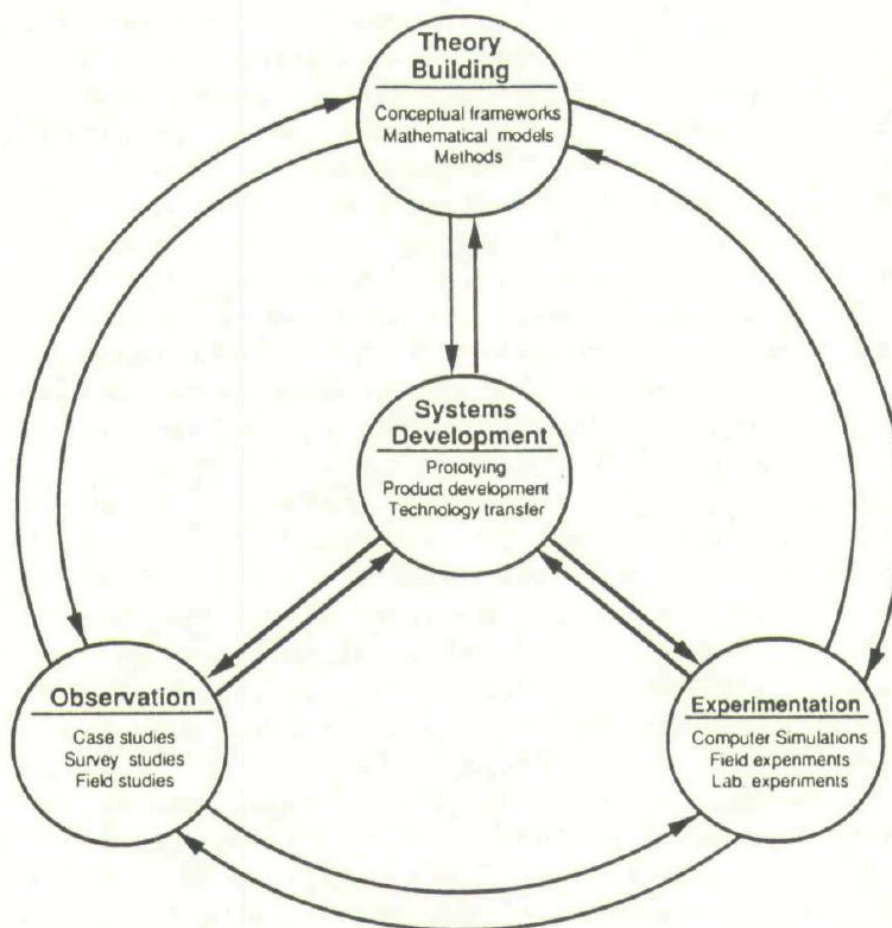 Theory
Building
Conceptual frameworks
Mathematical models
Methods
Systems
Development
Prototying
Product development
Technology transfer
Observation
Case studies
Survey studies
Field studies
Experimentation
Computer Simulations
Field experiments
Lab. experiments